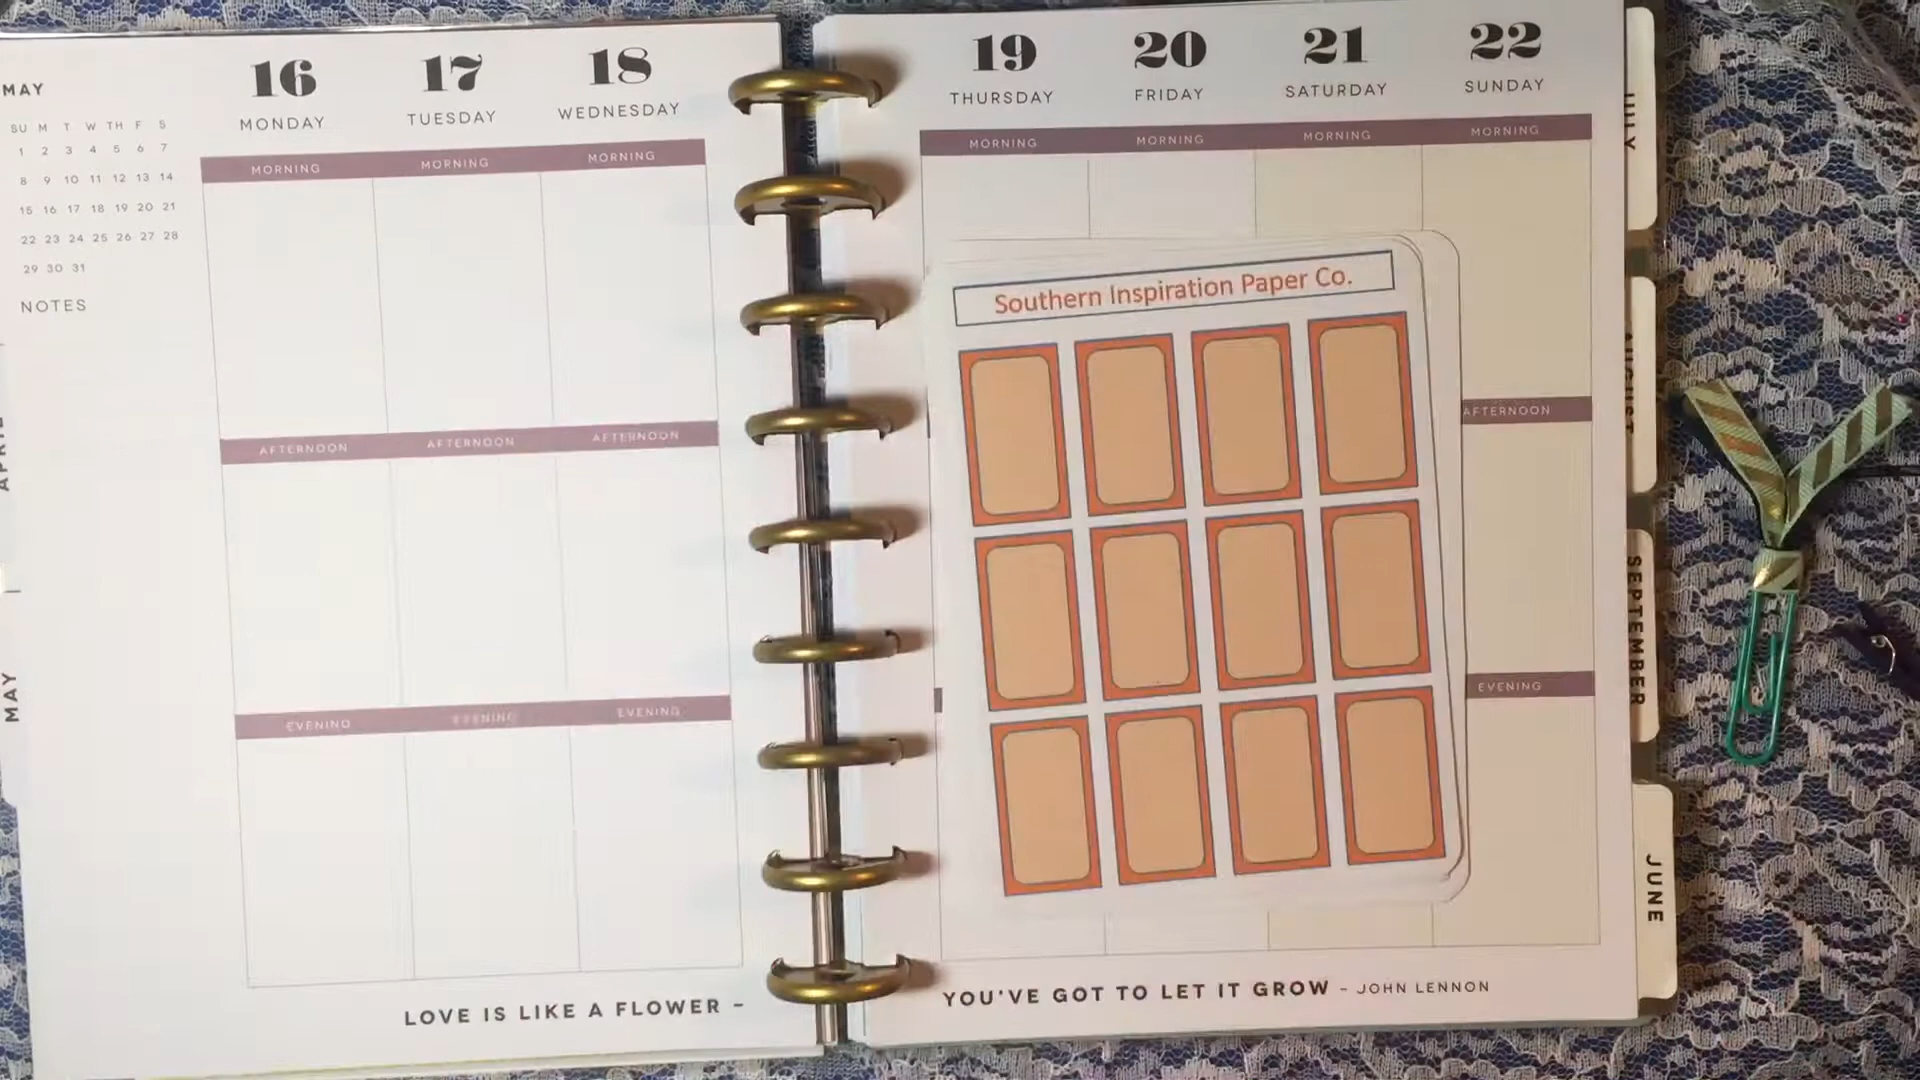 MAY
SU M T W TH F S
1 2 3 4 5 6 7
8 9 10 11 12 13 14
15 16 17 18 19 20 21
22 23 24 25 26 27 28
29 30 31
NOTES
APRIL
MAY
16 17 18
MONDAY TUESDAY WEDNESDAY
MORNING MORNING MORNING
AFTERNOON AFTERNOON AFTERNOON
EVENING EVENING EVENING
LOVE IS LIKE A FLOWER –
19 20 21 22
THURSDAY FRIDAY SATURDAY SUNDAY
MORNING MORNING MORNING MORNING
Southern Inspiration Paper Co.
AFTERNOON
EVENING
YOU'VE GOT TO LET IT GROW – JOHN LENNON
JULY
AUGUST
SEPTEMBER
JUNE